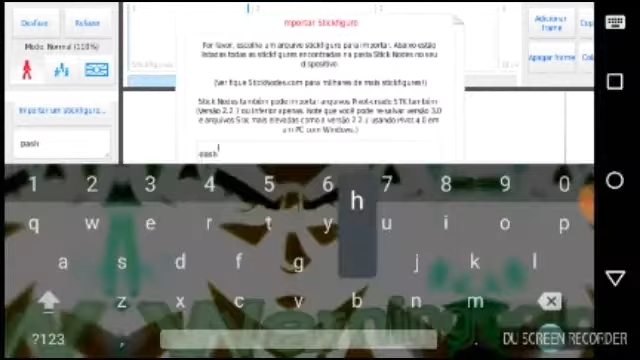 Desfazer Refazer
Modo: Normal (110%)
Importar um stickfigure...
pash
Importar Stickfigure
Por favor, escolha um arquivo stickfigure para importar. Abaixo estão
listadas todas as stickfigures encontradas na pasta Stick Nodes no seu
dispositivo.
(Verifique StickNodes.com para milhares de mais stickfigures!)
Stick Nodes também pode importar arquivos Pivot-criado STK também
(versão 2.2.7 ou inferior apenas. Note que você pode re-salvar versão 3.0
e arquivos STK mais elevadas como a versão 2.2.7 usando Pivot 4.0 em
um PC com Windows.)
pash
Adicionar
frame
Apagar frame
1 2 3 4 5 6 7 8 9 0
q w e r t y u i o p
h
a s d f g j k l
z x c v b n m
?123 , .
DU SCREEN RECORDER